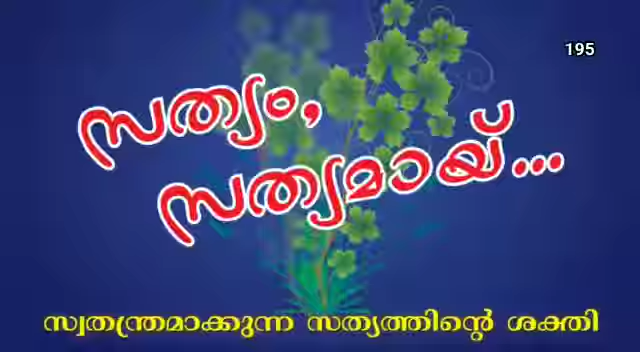 195
സത്യം,
സത്യമായ്...
സ്വതന്ത്രമാക്കുന്ന സത്യത്തിന്റെ ശക്തി